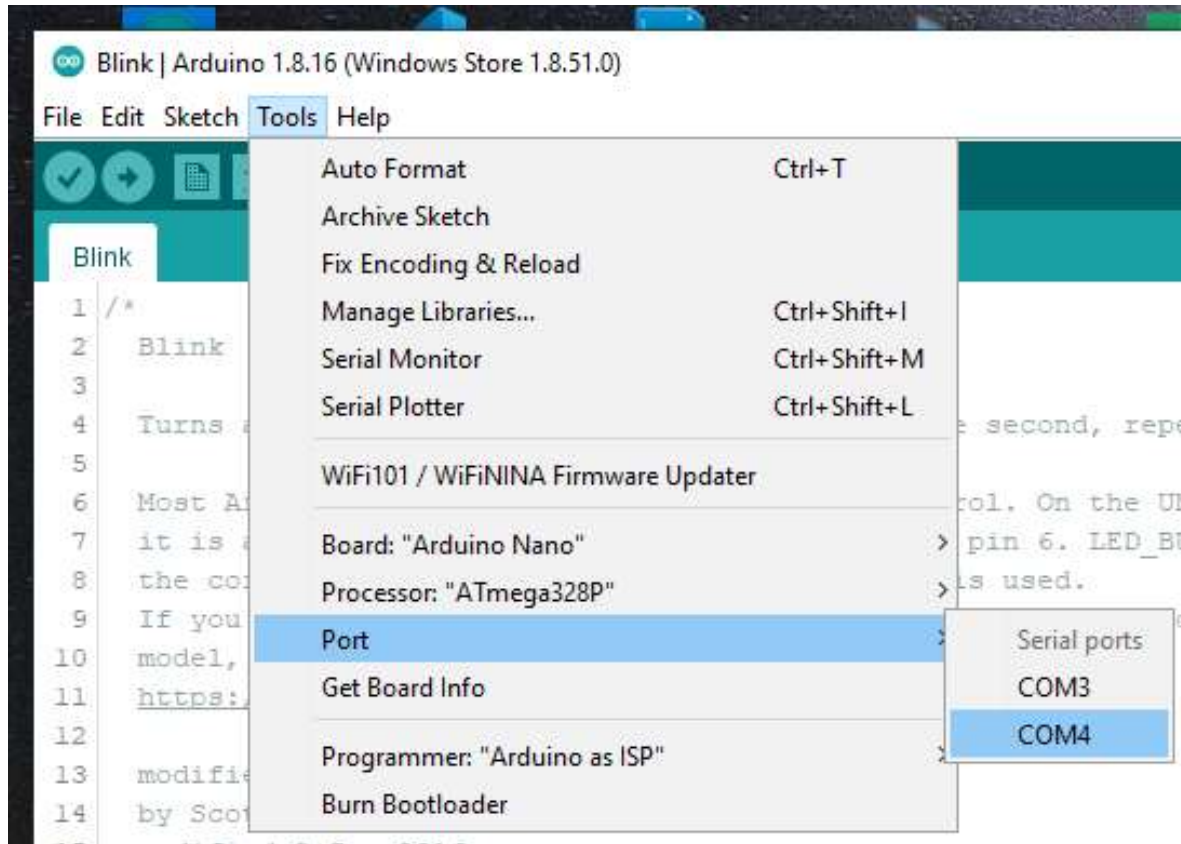 Blink | Arduino 1.8.16 (Windows Store 1.8.51.0)
File Edit Sketch Tools Help
Auto Format Ctrl+T
Archive Sketch
Fix Encoding & Reload
Manage Libraries... Ctrl+Shift+I
Serial Monitor Ctrl+Shift+M
Serial Plotter Ctrl+Shift+L
WiFi101 / WiFiNINA Firmware Updater
Board: "Arduino Nano"
Processor: "ATmega328P"
Port
Get Board Info
Programmer: "Arduino as ISP"
Burn Bootloader
Serial ports
COM3
COM4
Blink
1 /*
2 Blink
3
4 Turns second, repe
5
6 Most rol. On the
7 it is pin 6.
8 the is used.
9 If you
10 model,
11 https:/
12
13 modifie
14 by